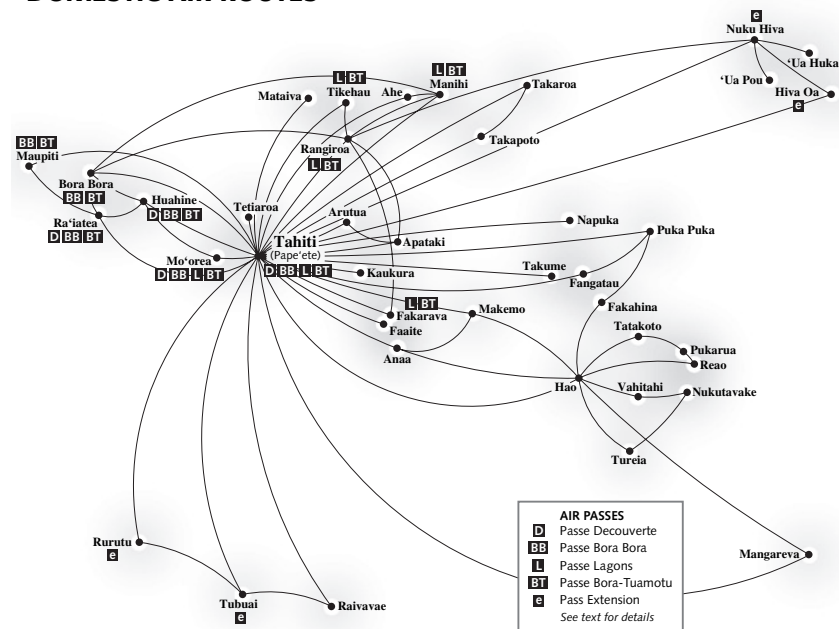 DOMESTIC AIR ROUTES
e
Nuku Hiva
‘Ua Huka
‘Ua Pou
Hiva Oa
e
L BT
Tikehau
L BT
Manihi
Ahe
Mataiva
Takaroa
Takapoto
Rangiroa
L BT
BB BT
Maupiti
Bora Bora
BB BT
Huahine
D BB BT
Ra‘iatea
D BB BT
Tetiaroa
Arutua
Napuka
Puka Puka
Tahiti
(Pape‘ete)
D BB L BT
Apataki
Mo‘orea
D BB L BT
Kaukura
Takume
Fangatau
L BT
Fakarava
Makemo
Fakahina
Faaite
Tatakoto
Anaa
Pukarua
Reao
Hao
Vahitahi
Nukutavake
Tureia
Rurutu
e
Tubuai
e
Raivavae
Mangareva
AIR PASSES
D Passe Decouverte
BB Passe Bora Bora
L Passe Lagons
BT Passe Bora-Tuamotu
e Pass Extension
See text for details